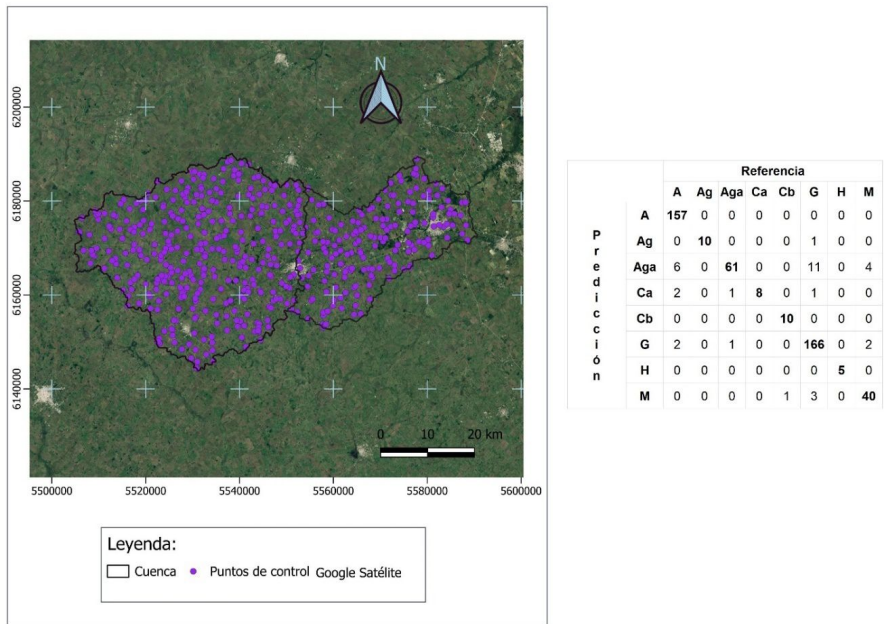 N
6200000
6180000
6160000
6140000
0 10 20 km
5500000 5520000 5540000 5560000 5580000 5600000
Leyenda:
Cuenca Puntos de control Google Satélite
Referencia
A Ag Aga Ca Cb G H M
Predicción
A 157 0 0 0 0 0 0 0
Ag 0 10 0 0 0 1 0 0
Aga 6 0 61 0 0 11 0 4
Ca 2 0 1 8 0 1 0 0
Cb 0 0 0 0 10 0 0 0
G 2 0 1 0 0 166 0 2
H 0 0 0 0 0 0 5 0
M 0 0 0 0 1 3 0 40